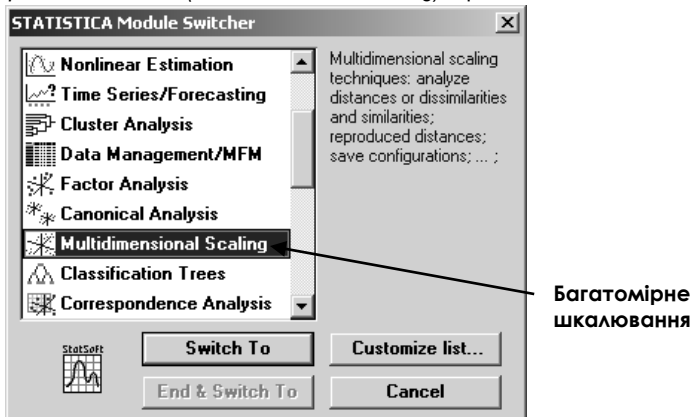 STATISTICA Module Switcher
Nonlinear Estimation
Time Series/Forecasting
Cluster Analysis
Data Management/MFM
Factor Analysis
Canonical Analysis
Multidimensional Scaling
Classification Trees
Correspondence Analysis
Multidimensional scaling
techniques: analyze
distances or dissimilarities
and similarities;
reproduced distances;
save configurations; ... ;
Багатомірне
шкалювання
StatSoft
Switch To
Customize list...
End & Switch To
Cancel